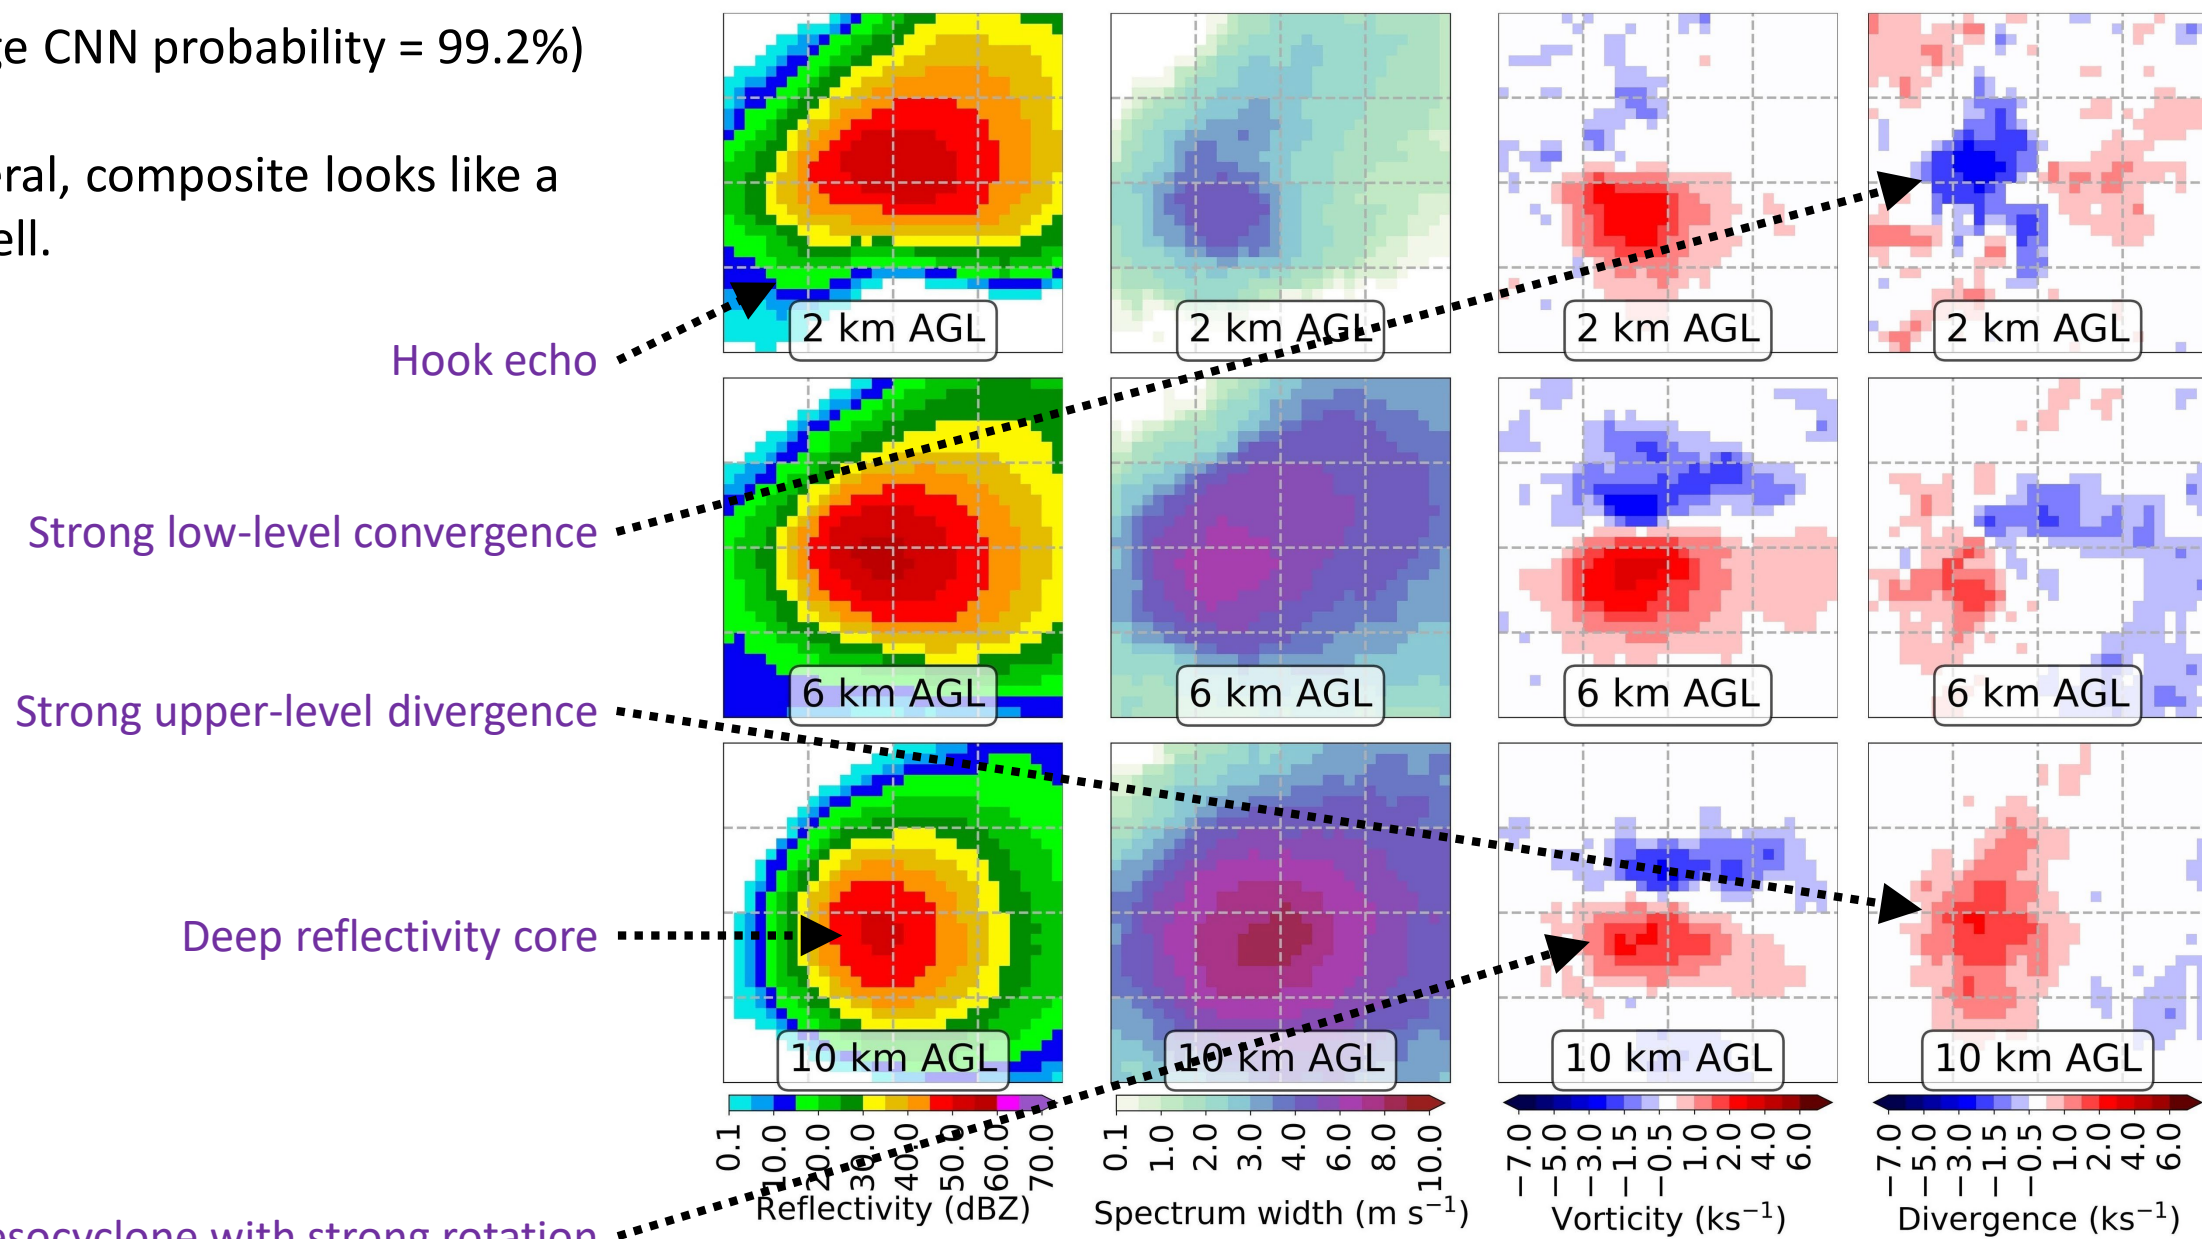 ge CNN probability = 99.2%)
eral, composite looks like a
ell.
Hook echo
Strong low-level convergence
Strong upper-level divergence
Deep reflectivity core
esocyclone with strong rotation
2 km AGL
2 km AGL
2 km AGL
2 km AGL
6 km AGL
6 km AGL
6 km AGL
6 km AGL
10 km AGL
10 km AGL
10 km AGL
10 km AGL
0.1 10.0 20.0 30.0 40.0 50.0 60.0 70.0
Reflectivity (dBZ)
0.1 1.0 2.0 3.0 4.0 6.0 8.0 10.0
Spectrum width (m s⁻¹)
−7.0 −5.0 −3.0 −1.5 −0.5 1.0 2.0 4.0 6.0
Vorticity (ks⁻¹)
−7.0 −5.0 −3.0 −1.5 −0.5 1.0 2.0 4.0 6.0
Divergence (ks⁻¹)